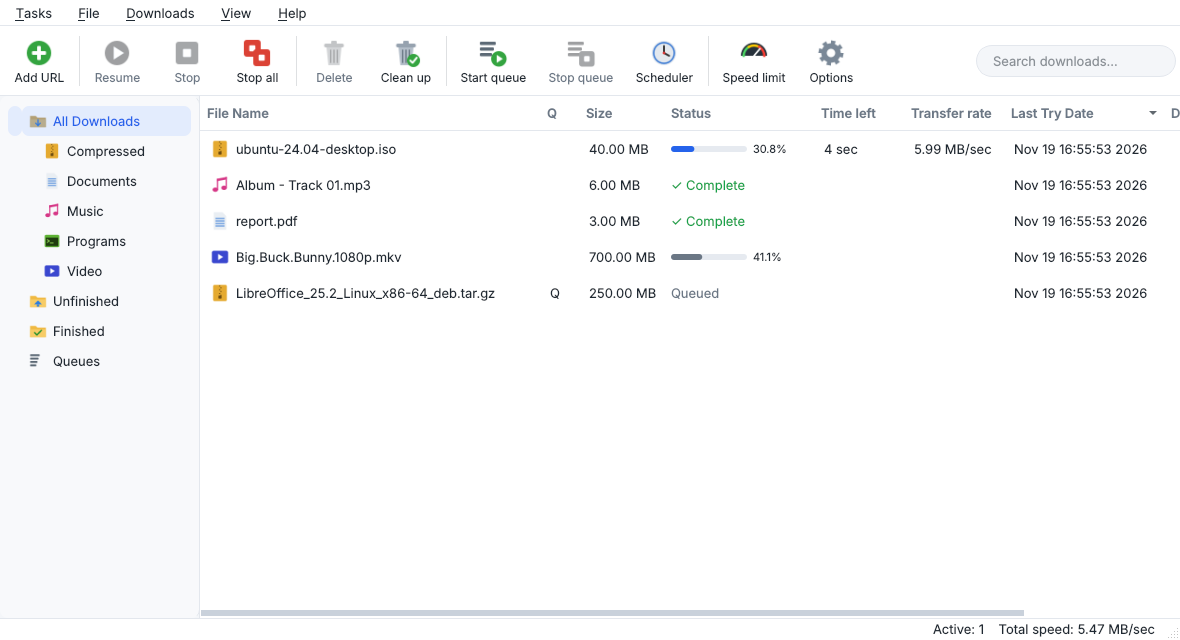 Tasks File Downloads View Help
Add URL Resume Stop Stop all Delete Clean up Start queue Stop queue Scheduler Speed limit Options Search downloads...
All Downloads
Compressed
Documents
Music
Programs
Video
Unfinished
Finished
Queues
File Name Q Size Status Time left Transfer rate Last Try Date D
ubuntu-24.04-desktop.iso 40.00 MB 30.8% 4 sec 5.99 MB/sec Nov 19 16:55:53 2026
Album - Track 01.mp3 6.00 MB ✓ Complete Nov 19 16:55:53 2026
report.pdf 3.00 MB ✓ Complete Nov 19 16:55:53 2026
Big.Buck.Bunny.1080p.mkv 700.00 MB 41.1% Nov 19 16:55:53 2026
LibreOffice_25.2_Linux_x86-64_deb.tar.gz Q 250.00 MB Queued Nov 19 16:55:53 2026
Active: 1 Total speed: 5.47 MB/sec